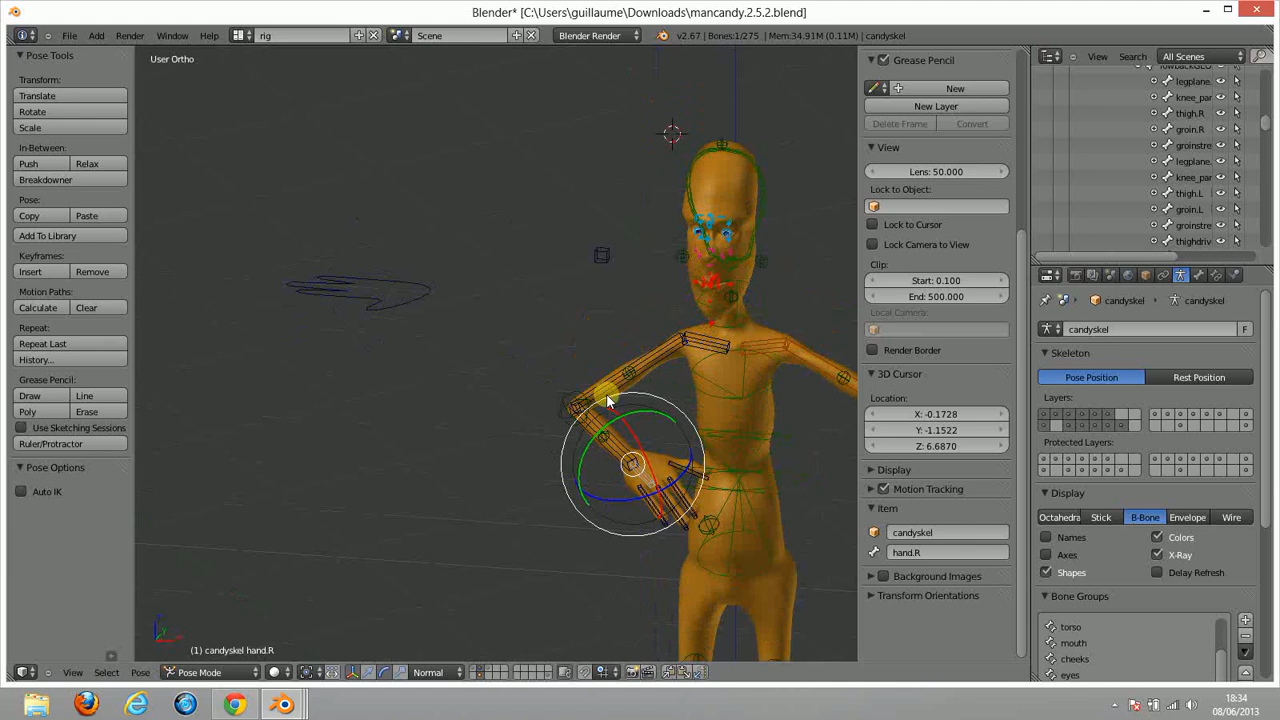 Blender* [C:\Users\guillaume\Downloads\mancandy.2.5.2.blend]
File Add Render Window Help rig Scene Blender Render v2.67 | Bones:1/275 | Mem:34.91M (0.11M) | candyskel
Pose Tools
Transform:
Translate
Rotate
Scale
In-Between:
Push Relax
Breakdowner
Pose:
Copy Paste
Add To Library
Keyframes:
Insert Remove
Motion Paths:
Calculate Clear
Repeat:
Repeat Last
History...
Grease Pencil:
Draw Line
Poly Erase
Use Sketching Sessions
Ruler/Protractor
Pose Options
Auto IK
User Ortho
(1) candyskel hand.R
View Select Pose Pose Mode Normal
Grease Pencil
New
New Layer
Delete Frame Convert
View
Lens: 50.000
Lock to Object:
Lock to Cursor
Lock Camera to View
Clip:
Start: 0.100
End: 500.000
Local Camera:
Render Border
3D Cursor
Location:
X: -0.1728
Y: -1.1522
Z: 6.6870
Display
Motion Tracking
Item
candyskel
hand.R
Background Images
Transform Orientations
View Search All Scenes
legplane.
knee_par
thigh.R
groin.R
groinstre
legplane.
knee_par
thigh.L
groin.L
groinstre
thighdriv
candyskel candyskel
candyskel F
Skeleton
Pose Position Rest Position
Layers:
Protected Layers:
Display
Octahedra Stick B-Bone Envelope Wire
Names Colors
Axes X-Ray
Shapes Delay Refresh
Bone Groups
torso
mouth
cheeks
eyes
18:34
08/06/2013